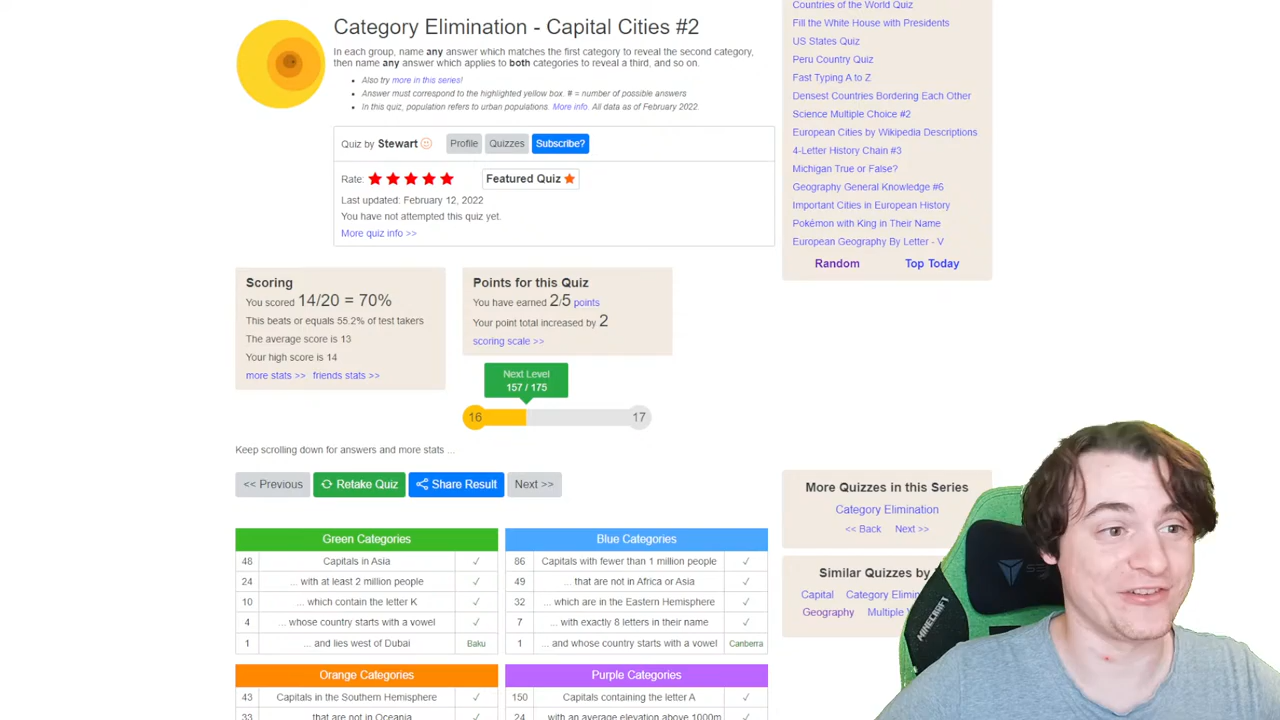 Category Elimination - Capital Cities #2
In each group, name any answer which matches the first category to reveal the second category,
then name any answer which applies to both categories to reveal a third, and so on.
Also try more in this series!
Answer must correspond to the highlighted yellow box. # = number of possible answers
In this quiz, population refers to urban populations. More info. All data as of February 2022.
Quiz by Stewart
Profile
Quizzes
Subscribe?
Rate:
Featured Quiz
Last updated: February 12, 2022
You have not attempted this quiz yet.
More quiz info >>
Scoring
You scored 14/20 = 70%
This beats or equals 55.2% of test takers
The average score is 13
Your high score is 14
more stats >> friends stats >>
Points for this Quiz
You have earned 2/5 points
Your point total increased by 2
scoring scale >>
Next Level
157 / 175
16
17
Keep scrolling down for answers and more stats ...
<< Previous
Retake Quiz
Share Result
Next >>
Green Categories
48 Capitals in Asia ✓
24 ... with at least 2 million people ✓
10 ... which contain the letter K ✓
4 ... whose country starts with a vowel ✓
1 ... and lies west of Dubai Baku
Blue Categories
86 Capitals with fewer than 1 million people ✓
49 ... that are not in Africa or Asia ✓
32 ... which are in the Eastern Hemisphere ✓
7 ... with exactly 8 letters in their name ✓
1 ... and whose country starts with a vowel Canberra
Orange Categories
43 Capitals in the Southern Hemisphere ✓
33 ... that are not in Oceania
Purple Categories
150 Capitals containing the letter A ✓
24 ... with an average elevation above 1000m
Countries of the World Quiz
Fill the White House with Presidents
US States Quiz
Peru Country Quiz
Fast Typing A to Z
Densest Countries Bordering Each Other
Science Multiple Choice #2
European Cities by Wikipedia Descriptions
4-Letter History Chain #3
Michigan True or False?
Geography General Knowledge #6
Important Cities in European History
Pokémon with King in Their Name
European Geography By Letter - V
Random
Top Today
More Quizzes in this Series
Category Elimination
<< Back Next >>
Similar Quizzes by
Capital Category
Geography Multiple
MINECRAFT